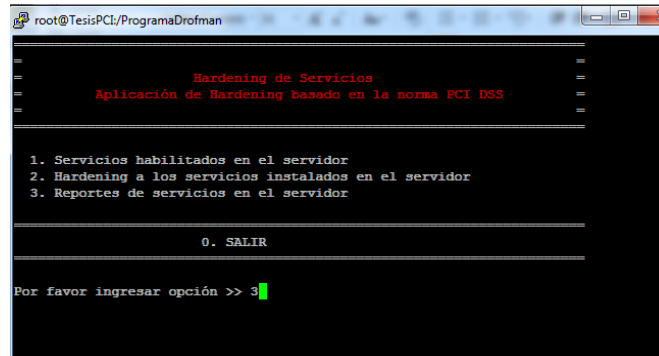 root@TesisPCI:/ProgramaDrofman
= =
= Hardening de Servicios =
= Aplicación de Hardening basado en la norma PCI DSS =
= =
1. Servicios habilitados en el servidor
2. Hardening a los servicios instalados en el servidor
3. Reportes de servicios en el servidor
0. SALIR
Por favor ingresar opción >> 3